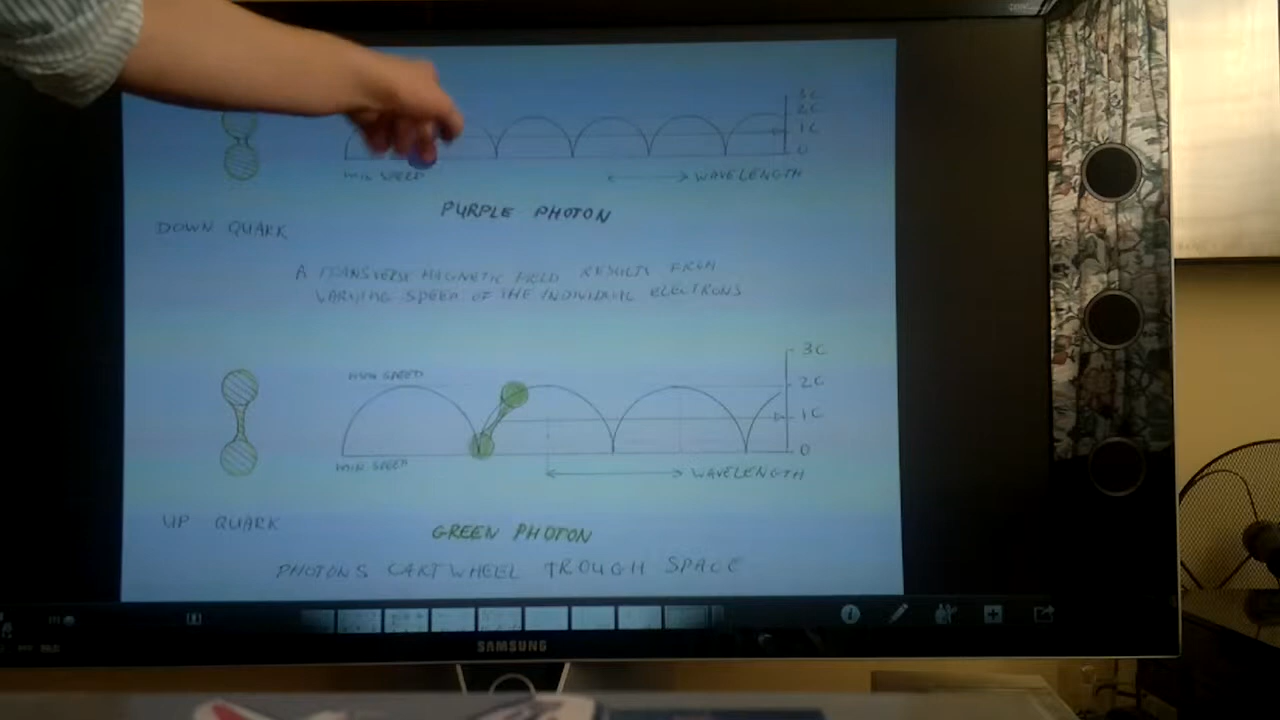 3C
2C
1C
0
MIN SPEED
WAVELENGTH
PURPLE PHOTON
DOWN QUARK
A TRANSVERSE MAGNETIC FIELD RESULTS FROM
VARYING SPEED OF THE INDIVIDUAL ELECTRONS
3C
MAX SPEED
2C
1C
0
MIN SPEED
WAVELENGTH
UP QUARK
GREEN PHOTON
PHOTONS CARTWHEEL TROUGH SPACE
SAMSUNG